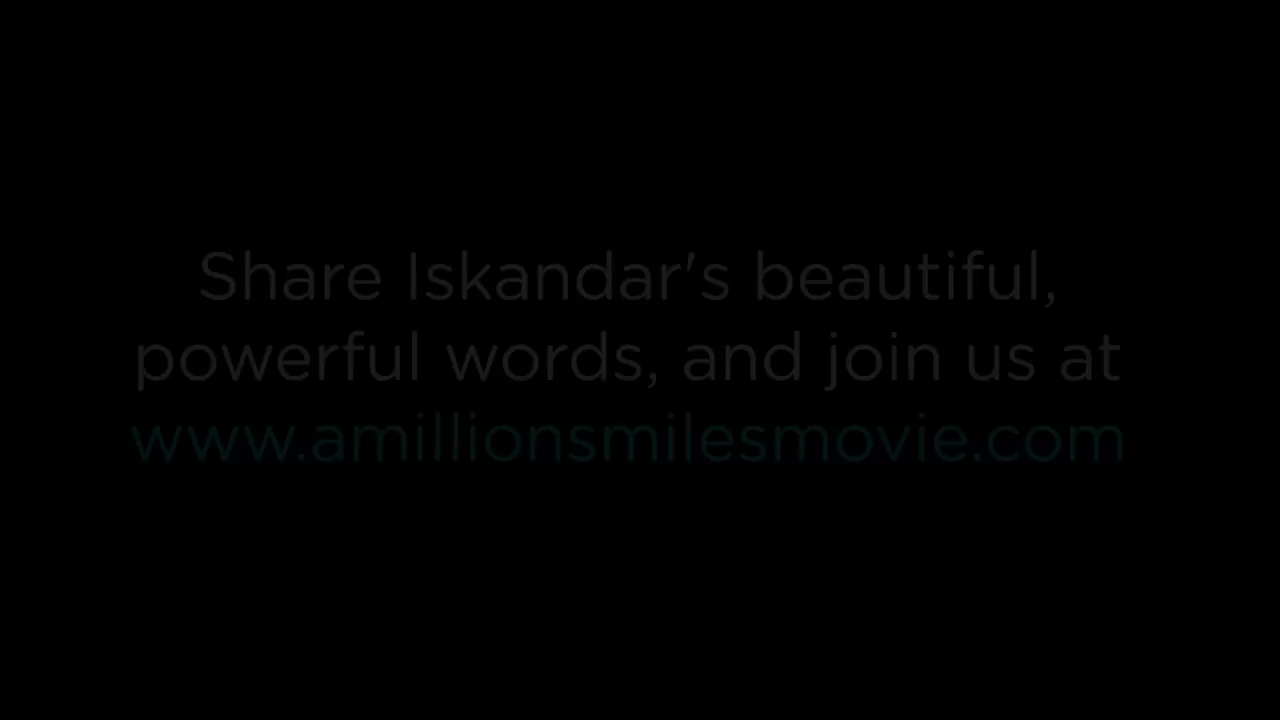 Share Iskandar's beautiful,
powerful words, and join us at
www.amillionsmilesmovie.com